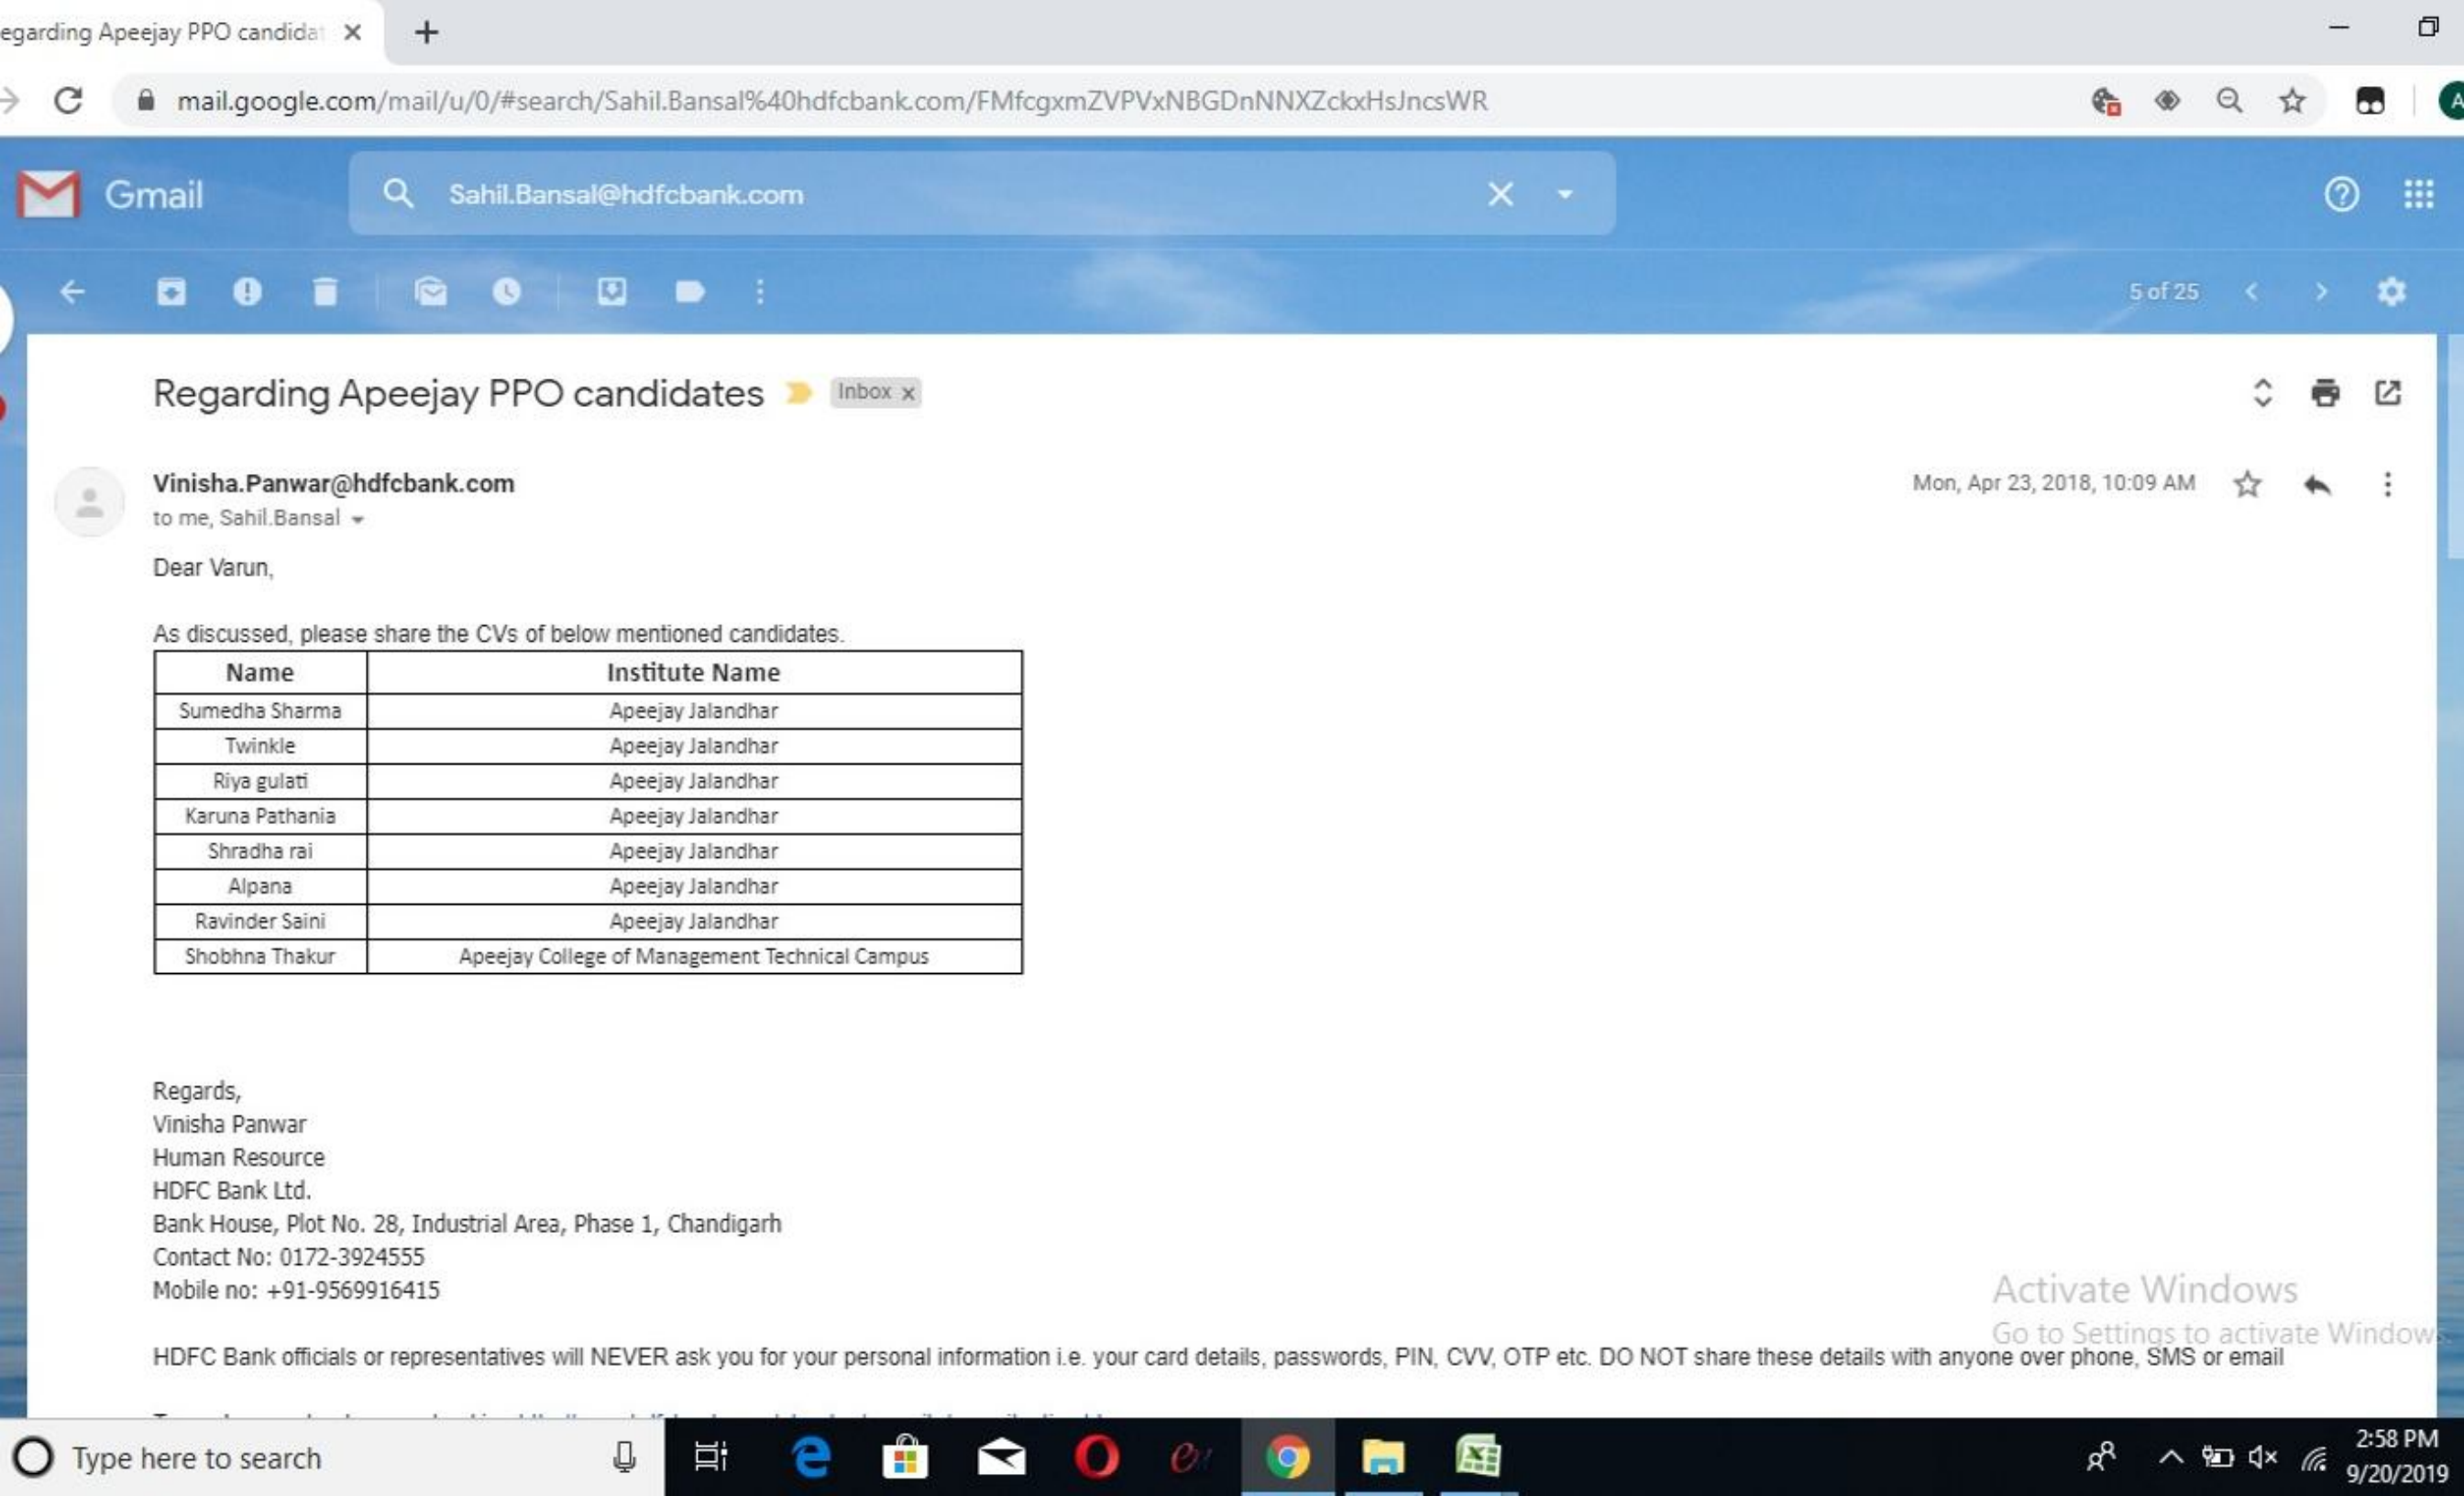 egarding Apeejay PPO candidat
mail.google.com/mail/u/0/#search/Sahil.Bansal%40hdfcbank.com/FMfcgxmZVPVxNBGDnNNXZckxHsJncsWR
A
Gmail
Sahil.Bansal@hdfcbank.com
5 of 25
Regarding Apeejay PPO candidates
Inbox x
Vinisha.Panwar@hdfcbank.com
Mon, Apr 23, 2018, 10:09 AM
to me, Sahil.Bansal
Dear Varun,
As discussed, please share the CVs of below mentioned candidates.
Name Institute Name
Sumedha Sharma Apeejay Jalandhar
Twinkle Apeejay Jalandhar
Riya gulati Apeejay Jalandhar
Karuna Pathania Apeejay Jalandhar
Shradha rai Apeejay Jalandhar
Alpana Apeejay Jalandhar
Ravinder Saini Apeejay Jalandhar
Shobhna Thakur Apeejay College of Management Technical Campus
Regards,
Vinisha Panwar
Human Resource
HDFC Bank Ltd.
Bank House, Plot No. 28, Industrial Area, Phase 1, Chandigarh
Contact No: 0172-3924555
Mobile no: +91-9569916415
Activate Windows
Go to Settings to activate Window
HDFC Bank officials or representatives will NEVER ask you for your personal information i.e. your card details, passwords, PIN, CVV, OTP etc. DO NOT share these details with anyone over phone, SMS or email
Type here to search
2:58 PM
9/20/2019